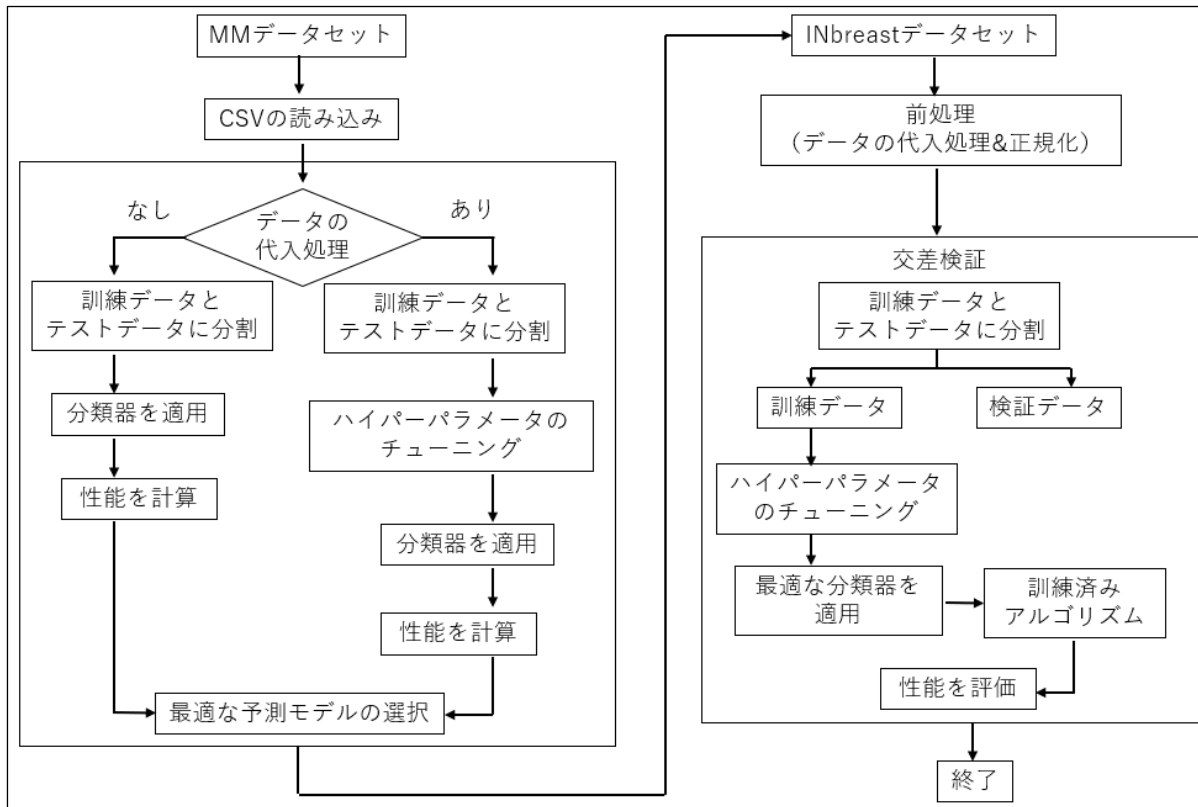 MMデータセット
CSVの読み込み
データの
代入処理
なし
あり
訓練データと
テストデータに分割
分類器を適用
性能を計算
訓練データと
テストデータに分割
ハイパーパラメータの
チューニング
分類器を適用
性能を計算
最適な予測モデルの選択
INbreastデータセット
前処理
（データの代入処理&正規化）
交差検証
訓練データと
テストデータに分割
訓練データ
検証データ
ハイパーパラメータ
のチューニング
最適な分類器を
適用
訓練済み
アルゴリズム
性能を評価
終了